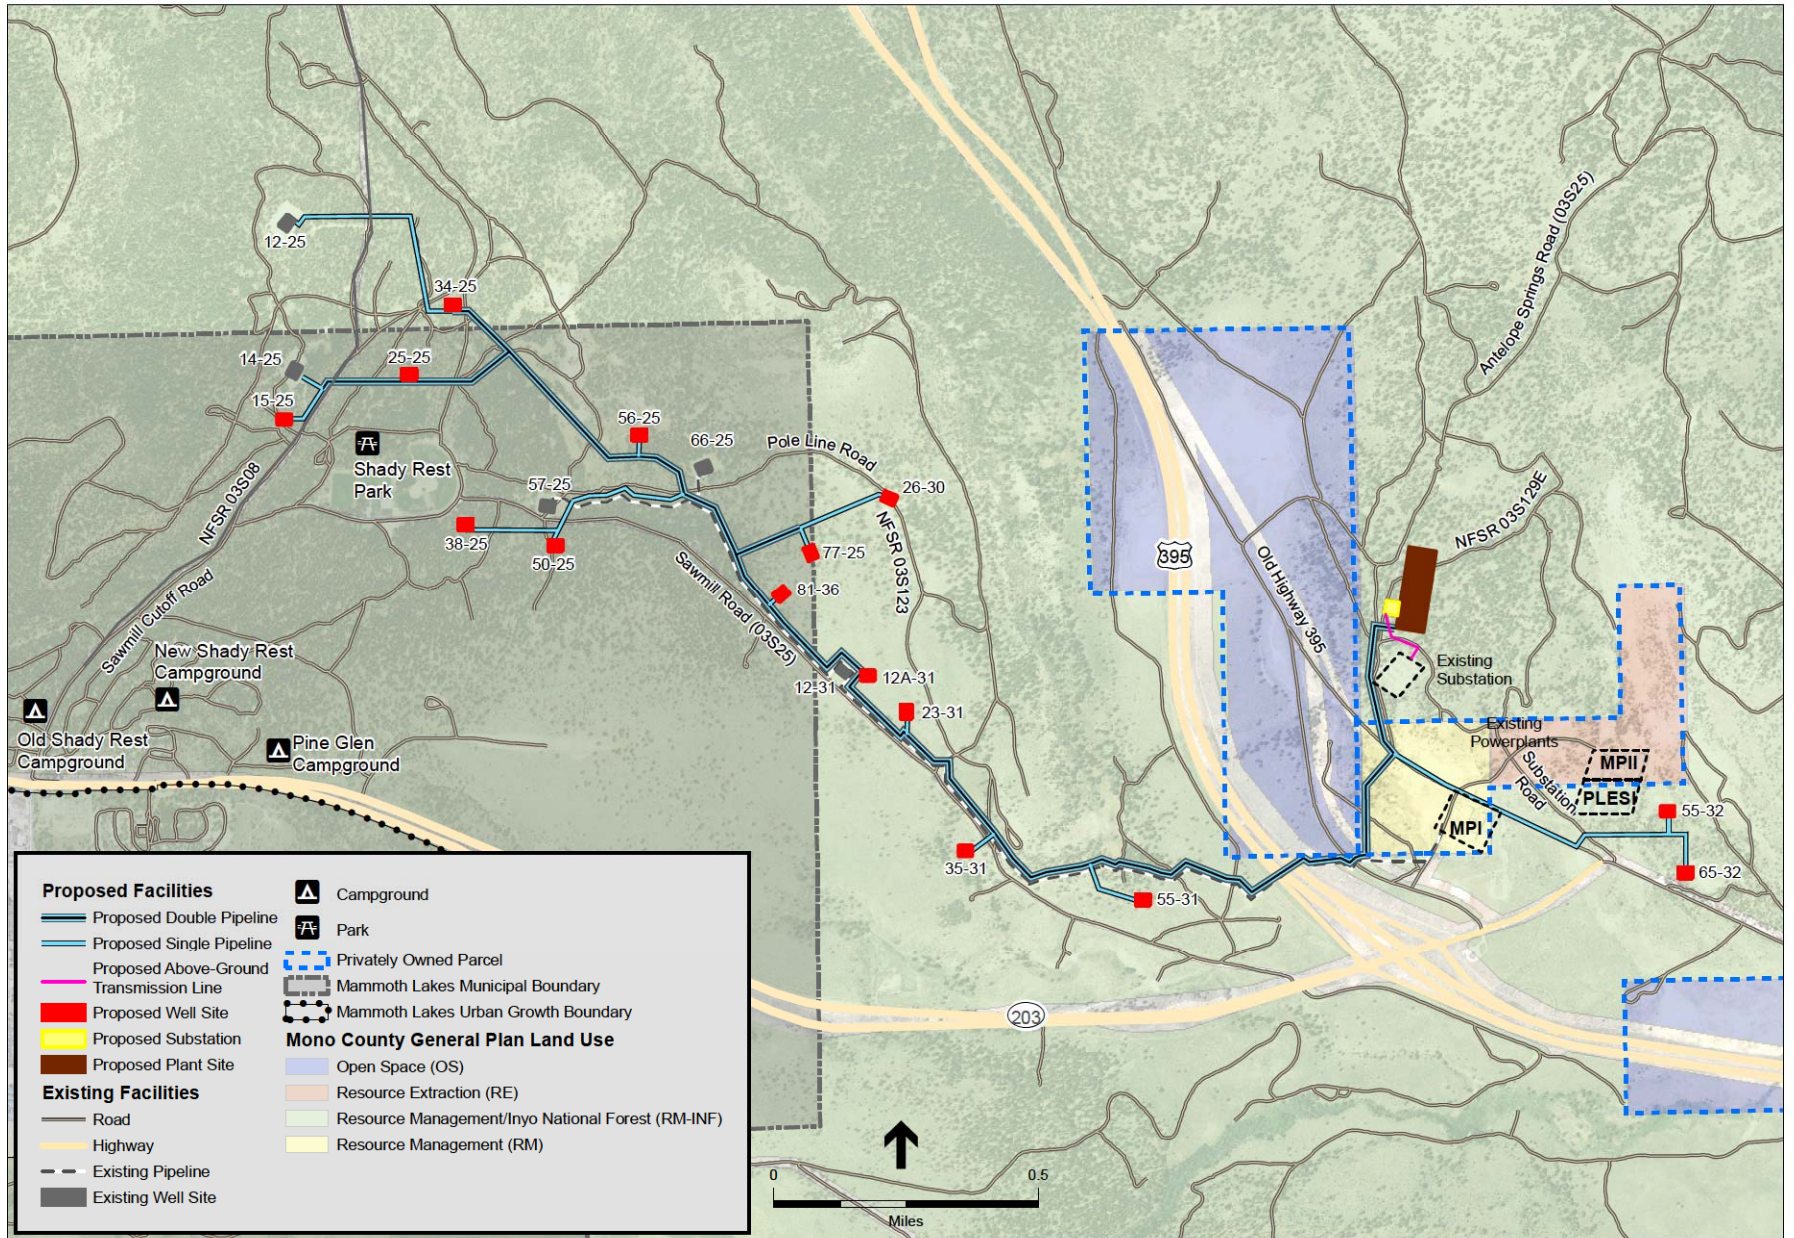 12-25
34-25
14-25
25-25
15-25
56-25
66-25
Pole Line Road
Shady Rest
Park
57-25
26-30
NFSR 03S08
38-25
50-25
77-25
NFSR 03S123
81-36
Sawmill Cutoff Road
Sawmill Road (03S25)
New Shady Rest
Campground
12-31
12A-31
23-31
Old Shady Rest
Campground
Pine Glen
Campground
35-31
55-31
395
Old Highway 395
Antelope Springs Road (03S25)
NFSR 03S129E
Existing
Substation
Existing
Powerplants
MPII
PLESI
Substation
Road
MPI
55-32
65-32
203
Proposed Facilities
Proposed Double Pipeline
Proposed Single Pipeline
Proposed Above-Ground
Transmission Line
Proposed Well Site
Proposed Substation
Proposed Plant Site
Existing Facilities
Road
Highway
Existing Pipeline
Existing Well Site
Campground
Park
Privately Owned Parcel
Mammoth Lakes Municipal Boundary
Mammoth Lakes Urban Growth Boundary
Mono County General Plan Land Use
Open Space (OS)
Resource Extraction (RE)
Resource Management/Inyo National Forest (RM-INF)
Resource Management (RM)
0 0.5
Miles